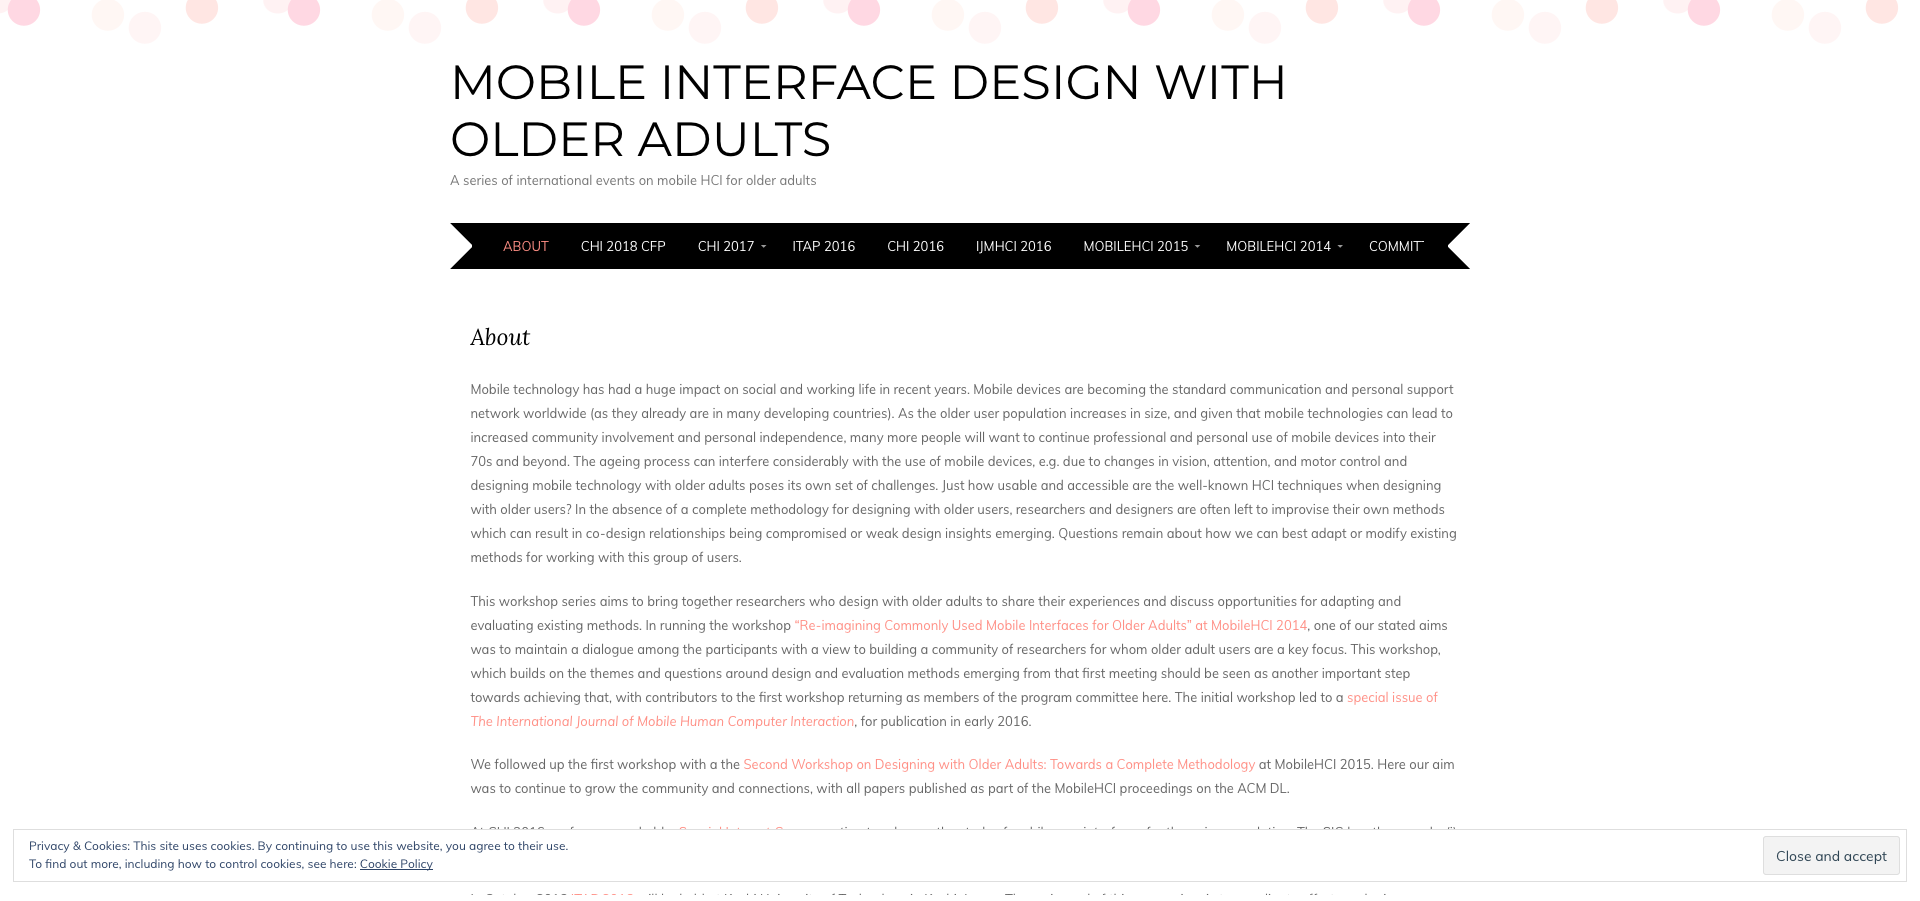 MOBILE INTERFACE DESIGN WITH
OLDER ADULTS
A series of international events on mobile HCI for older adults
ABOUT CHI 2018 CFP CHI 2017 ITAP 2016 CHI 2016 IJMHCI 2016 MOBILEHCI 2015 MOBILEHCI 2014
About
Mobile technology has had a huge impact on social and working life in recent years. Mobile devices are becoming the standard communication and personal support
network worldwide (as they already are in many developing countries). As the older user population increases in size, and given that mobile technologies can lead to
increased community involvement and personal independence, many more people will want to continue professional and personal use of mobile devices into their
70s and beyond. The ageing process can interfere considerably with the use of mobile devices, e.g. due to changes in vision, attention, and motor control and
designing mobile technology with older adults poses its own set of challenges. Just how usable and accessible are the well-known HCI techniques when designing
with older users? In the absence of a complete methodology for designing with older users, researchers and designers are often left to improvise their own methods
which can result in co-design relationships being compromised or weak design insights emerging. Questions remain about how we can best adapt or modify existing
methods for working with this group of users.
This workshop series aims to bring together researchers who design with older adults to share their experiences and discuss opportunities for adapting and
evaluating existing methods. In running the workshop “Re-imagining Commonly Used Mobile Interfaces for Older Adults” at MobileHCI 2014, one of our stated aims
was to maintain a dialogue among the participants with a view to building a community of researchers for whom older adult users are a key focus. This workshop,
which builds on the themes and questions around design and evaluation methods emerging from that first meeting should be seen as another important step
towards achieving that, with contributors to the first workshop returning as members of the program committee here. The initial workshop led to a special issue of
The International Journal of Mobile Human Computer Interaction, for publication in early 2016.
We followed up the first workshop with a the Second Workshop on Designing with Older Adults: Towards a Complete Methodology at MobileHCI 2015. Here our aim
was to continue to grow the community and connections, with all papers published as part of the MobileHCI proceedings on the ACM DL.
Privacy & Cookies: This site uses cookies. By continuing to use this website, you agree to their use.
To find out more, including how to control cookies, see here: Cookie Policy
Close and accept